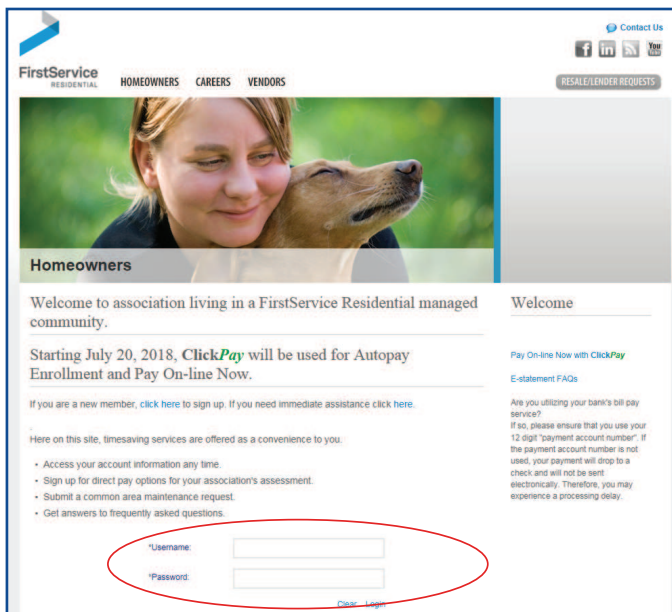 Contact Us
You
FirstService
RESIDENTIAL
HOMEOWNERS CAREERS VENDORS
RESALE/LENDER REQUESTS
Homeowners
Welcome to association living in a FirstService Residential managed
community.
Starting July 20, 2018, ClickPay will be used for Autopay
Enrollment and Pay On-line Now.
If you are a new member, click here to sign up. If you need immediate assistance click here.
.
Here on this site, timesaving services are offered as a convenience to you.
• Access your account information any time.
• Sign up for direct pay options for your association's assessment.
• Submit a common area maintenance request.
• Get answers to frequently asked questions.
*Username:
*Password:
Clear Login
Welcome
Pay On-line Now with ClickPay
E-statement FAQs
Are you utilizing your bank's bill pay
service?
If so, please ensure that you use your
12 digit "payment account number". If
the payment account number is not
used, your payment will drop to a
check and will not be sent
electronically. Therefore, you may
experience a processing delay.